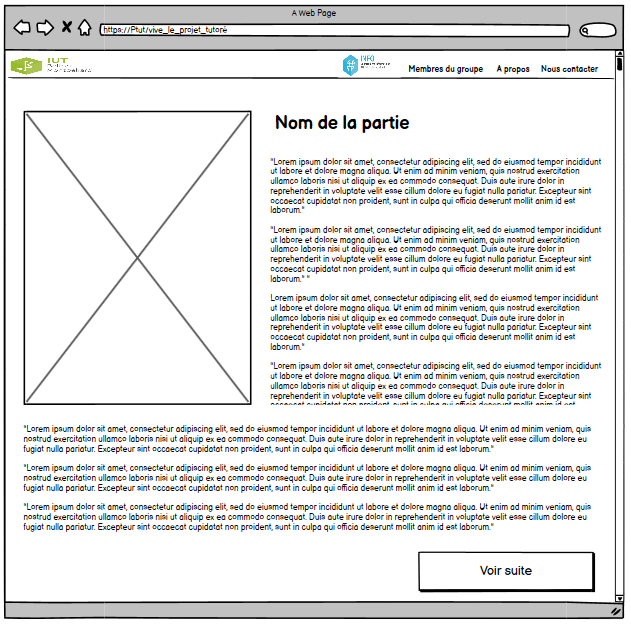 A Web Page
https://Ptut/vive_le_projet_tutoré
IUT
Montpellier
INFO
Membres du groupe
A propos
Nous contacter
Nom de la partie
"Lorem ipsum dolor sit amet, consectetur adipiscing elit, sed do eiusmod tempor incididunt
ut labore et dolore magna aliqua. Ut enim ad minim veniam, quis nostrud exercitation
ullamco laboris nisi ut aliquip ex ea commodo consequat. Duis aute irure dolor in
reprehenderit in voluptate velit esse cillum dolore eu fugiat nulla pariatur. Excepteur sint
occaecat cupidatat non proident, sunt in culpa qui officia deserunt mollit anim id est
laborum."
"Lorem ipsum dolor sit amet, consectetur adipiscing elit, sed do eiusmod tempor incididunt
ut labore et dolore magna aliqua. Ut enim ad minim veniam, quis nostrud exercitation
ullamco laboris nisi ut aliquip ex ea commodo consequat. Duis aute irure dolor in
reprehenderit in voluptate velit esse cillum dolore eu fugiat nulla pariatur. Excepteur sint
occaecat cupidatat non proident, sunt in culpa qui officia deserunt mollit anim id est
laborum." "
Lorem ipsum dolor sit amet, consectetur adipiscing elit, sed do eiusmod tempor incididunt
ut labore et dolore magna aliqua. Ut enim ad minim veniam, quis nostrud exercitation
ullamco laboris nisi ut aliquip ex ea commodo consequat. Duis aute irure dolor in
reprehenderit in voluptate velit esse cillum dolore eu fugiat nulla pariatur. Excepteur sint
occaecat cupidatat non proident, sunt in culpa qui officia deserunt mollit anim id est
laborum."
"Lorem ipsum dolor sit amet, consectetur adipiscing elit, sed do eiusmod tempor incididunt
ut labore et dolore magna aliqua. Ut enim ad minim veniam, quis nostrud exercitation
ullamco laboris nisi ut aliquip ex ea commodo consequat. Duis aute irure dolor in
reprehenderit in voluptate velit esse cillum dolore eu fugiat nulla pariatur. Excepteur sint
occaecat cupidatat non proident, sunt in culpa qui officia deserunt mollit anim id est
"Lorem ipsum dolor sit amet, consectetur adipiscing elit, sed do eiusmod tempor incididunt ut labore et dolore magna aliqua. Ut enim ad minim veniam, quis
nostrud exercitation ullamco laboris nisi ut aliquip ex ea commodo consequat. Duis aute irure dolor in reprehenderit in voluptate velit esse cillum dolore eu
fugiat nulla pariatur. Excepteur sint occaecat cupidatat non proident, sunt in culpa qui officia deserunt mollit anim id est laborum."
"Lorem ipsum dolor sit amet, consectetur adipiscing elit, sed do eiusmod tempor incididunt ut labore et dolore magna aliqua. Ut enim ad minim veniam, quis
nostrud exercitation ullamco laboris nisi ut aliquip ex ea commodo consequat. Duis aute irure dolor in reprehenderit in voluptate velit esse cillum dolore eu
fugiat nulla pariatur. Excepteur sint occaecat cupidatat non proident, sunt in culpa qui officia deserunt mollit anim id est laborum."
"Lorem ipsum dolor sit amet, consectetur adipiscing elit, sed do eiusmod tempor incididunt ut labore et dolore magna aliqua. Ut enim ad minim veniam, quis
nostrud exercitation ullamco laboris nisi ut aliquip ex ea commodo consequat. Duis aute irure dolor in reprehenderit in voluptate velit esse cillum dolore eu
fugiat nulla pariatur. Excepteur sint occaecat cupidatat non proident, sunt in culpa qui officia deserunt mollit anim id est laborum."
Voir suite